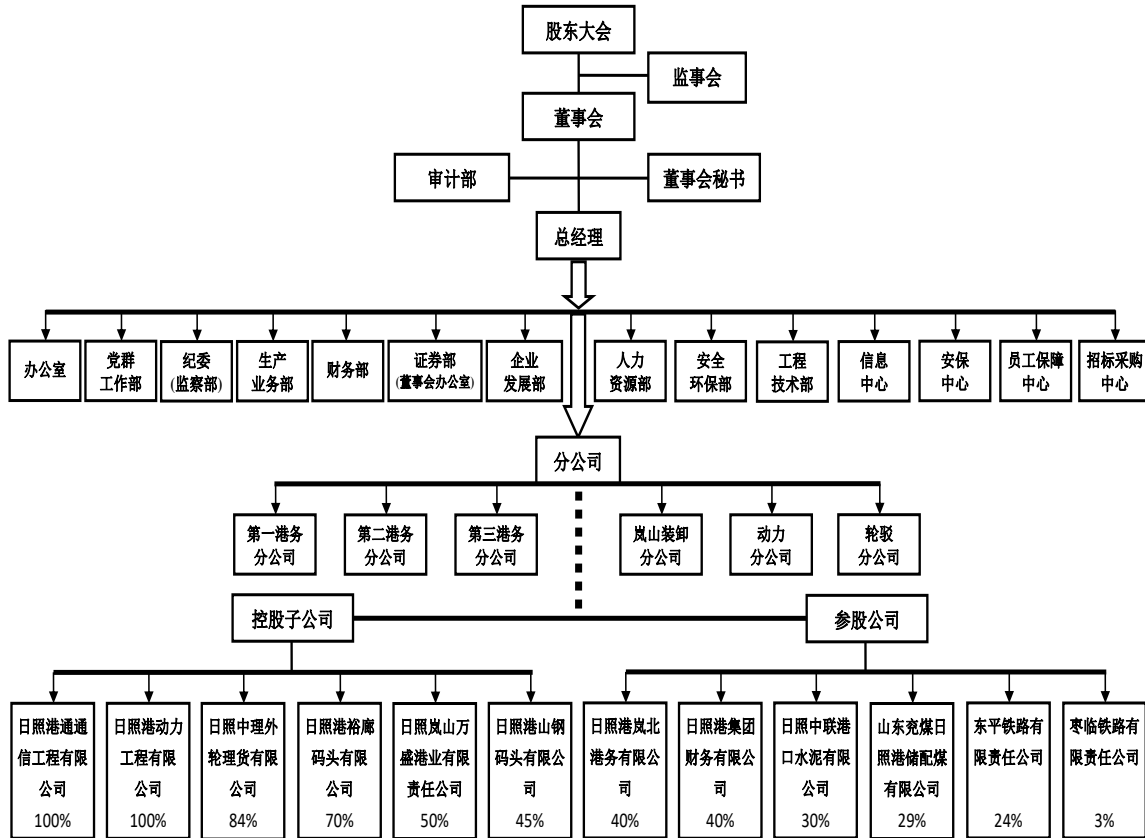 股东大会
监事会
董事会
审计部
董事会秘书
总经理
办公室
党群
工作部
纪委
(监察部)
生产
业务部
财务部
证券部
(董事会办公室)
企业
发展部
人力
资源部
安全
环保部
工程
技术部
信息
中心
安保
中心
员工保障
中心
招标采购
中心
分公司
第一港务
分公司
第二港务
分公司
第三港务
分公司
岚山装卸
分公司
动力
分公司
轮驳
分公司
控股子公司
参股公司
日照港通通
信工程有限
公司
100%
日照港动力
工程有限公
司
100%
日照中理外
轮理货有限
公司
84%
日照港裕廊
码头有限
公司
70%
日照岚山万
盛港业有限
责任公司
50%
日照港山钢
码头有限公
司
45%
日照港岚北
港务有限公
司
40%
日照港集团
财务有限公
司
40%
日照中联港
口水泥有限
公司
30%
山东兖煤日
照港储配煤
有限公司
29%
东平铁路有
限责任公司
24%
枣临铁路有
限责任公司
3%